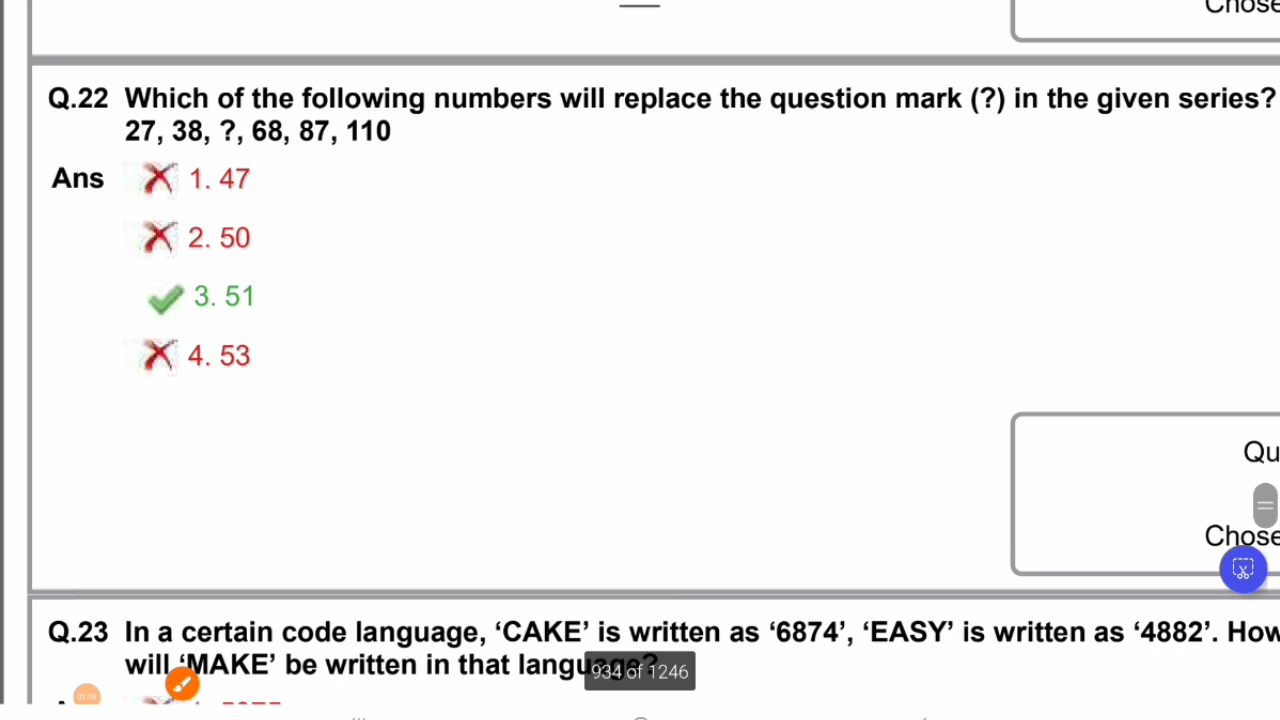 Chose
Q.22 Which of the following numbers will replace the question mark (?) in the given series?
27, 38, ?, 68, 87, 110
Ans 1. 47
2. 50
3. 51
4. 53
Qu
Chose
Q.23 In a certain code language, ‘CAKE’ is written as ‘6874’, ‘EASY’ is written as ‘4882’. How
will ‘MAKE’ be written in that language?
934 of 1246